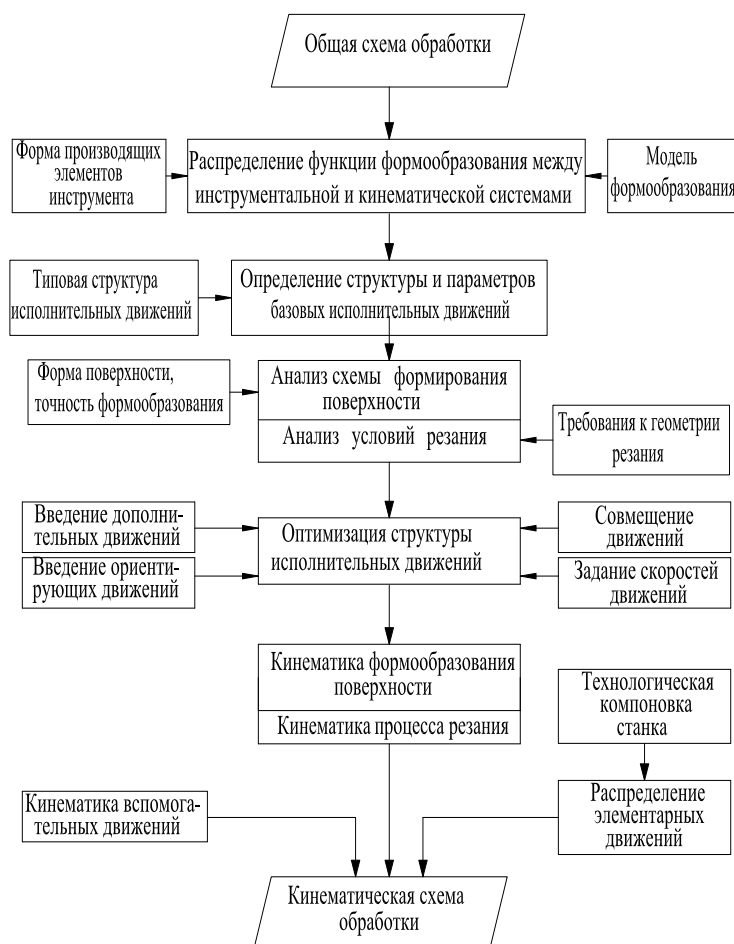 Общая схема обработки
Форма производящих
элементов
инструмента
Распределение функции формообразования между
инструментальной и кинематической системами
Модель
формообразования
Типовая структура
исполнительных движений
Определение структуры и параметров
базовых исполнительных движений
Форма поверхности,
точность формообразования
Анализ схемы формирования
поверхности
Анализ условий резания
Требования к геометрии
резания
Введение дополни-
тельных движений
Введение ориенти-
рующих движений
Оптимизация структуры
исполнительных движений
Совмещение
движений
Задание скоростей
движений
Кинематика формообразования
поверхности
Кинематика процесса резания
Технологическая
компоновка
станка
Кинематика вспомога-
ательных движений
Распределение
элементарных
движений
Кинематическая схема
обработки